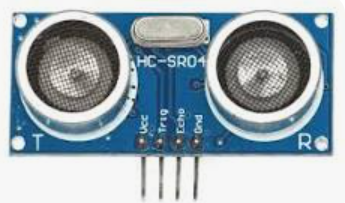 HC-SR04
T
Vcc
Trig
Echo
Gnd
R